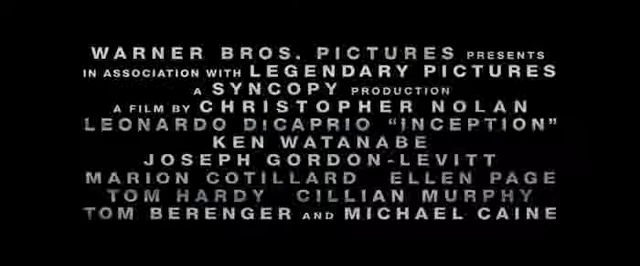 WARNER BROS. PICTURES PRESENTS
IN ASSOCIATION WITH LEGENDARY PICTURES
A SYNCOPY PRODUCTION
A FILM BY CHRISTOPHER NOLAN
LEONARDO DICAPRIO "INCEPTION"
KEN WATANABE
JOSEPH GORDON-LEVITT
MARION COTILLARD ELLEN PAGE
TOM HARDY CILLIAN MURPHY
TOM BERENGER AND MICHAEL CAINE